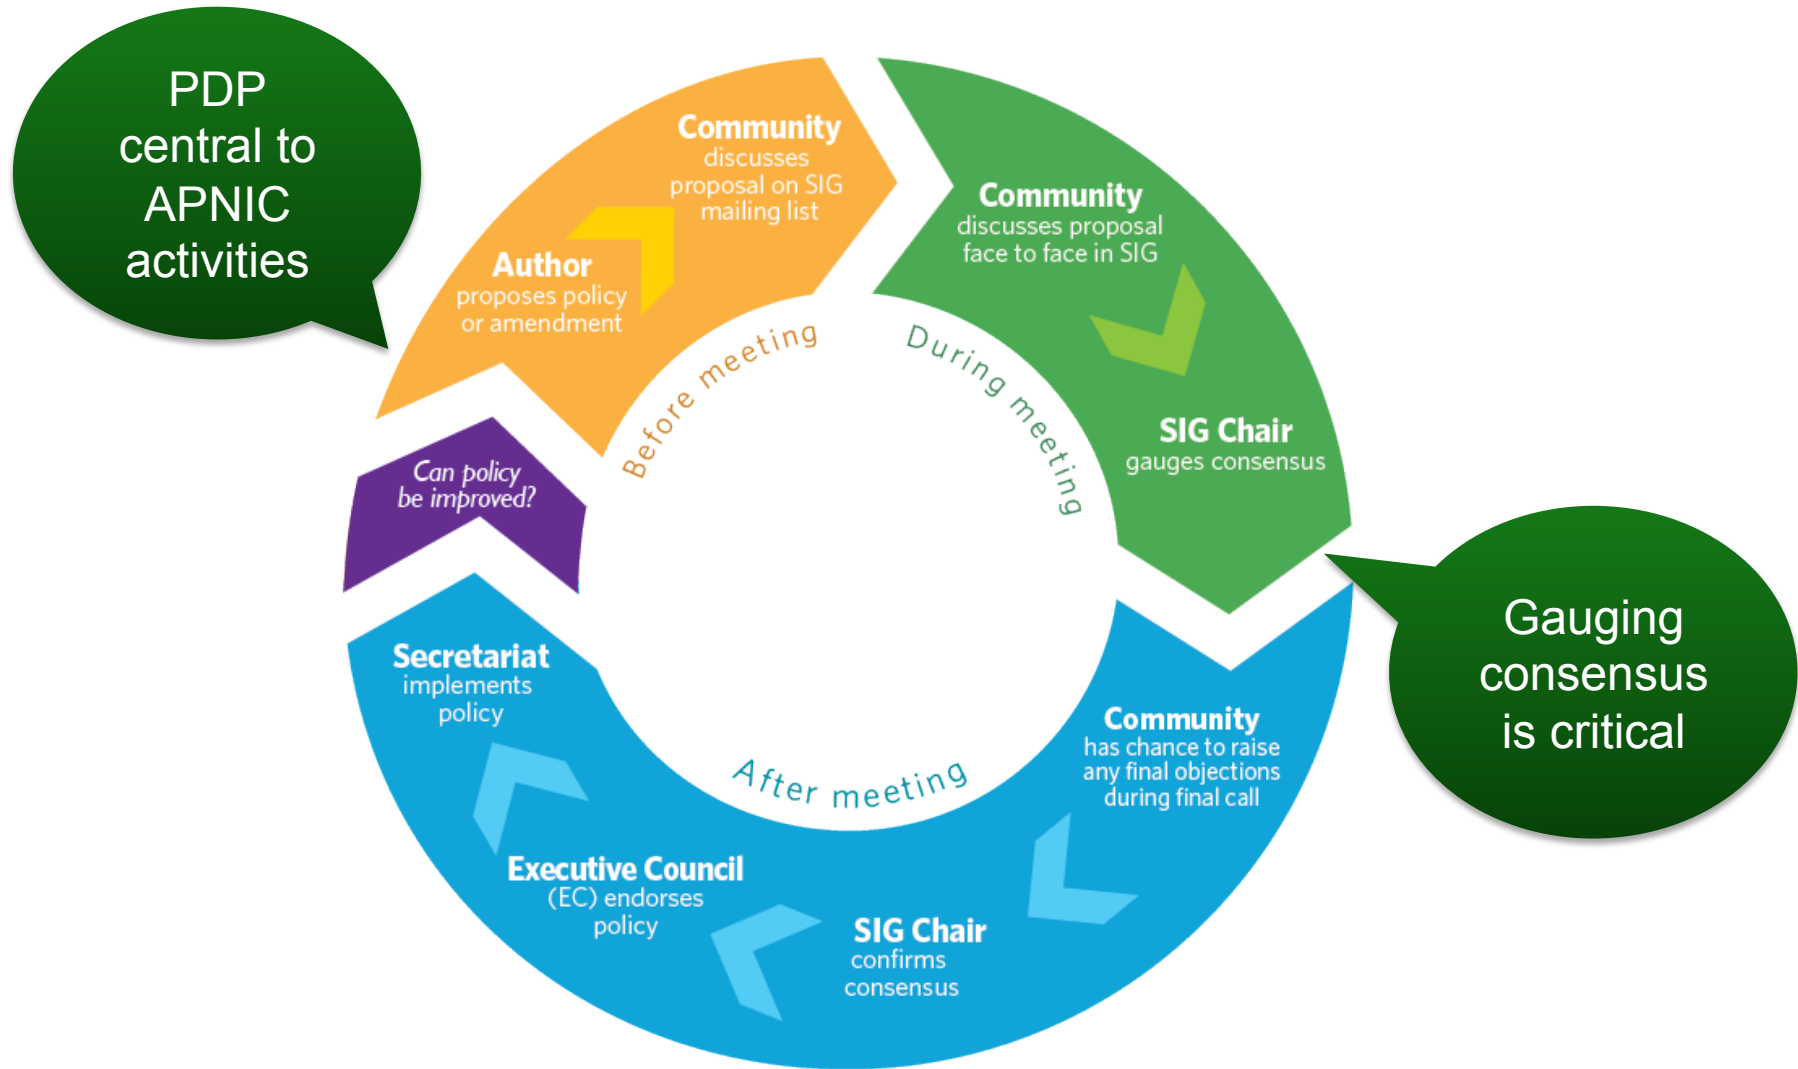 PDP
central to
APNIC
activities
Community
discusses
proposal on SIG
mailing list
Author
proposes policy
or amendment
Before meeting
Community
discusses proposal
face to face in SIG
SIG Chair
gauges consensus
During meeting
Gauging
consensus
is critical
Community
has chance to raise
any final objections
during final call
SIG Chair
confirms
consensus
Executive Council
(EC) endorses
policy
Secretariat
implements
policy
After meeting
Can policy
be improved?